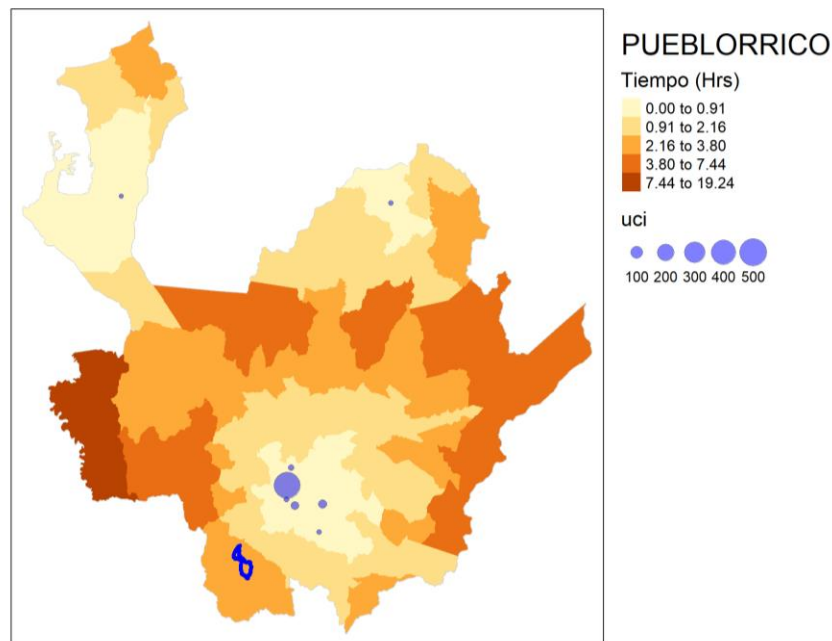 PUEBLORRICO
Tiempo (Hrs)
0.00 to 0.91
0.91 to 2.16
2.16 to 3.80
3.80 to 7.44
7.44 to 19.24
uci
100 200 300 400 500